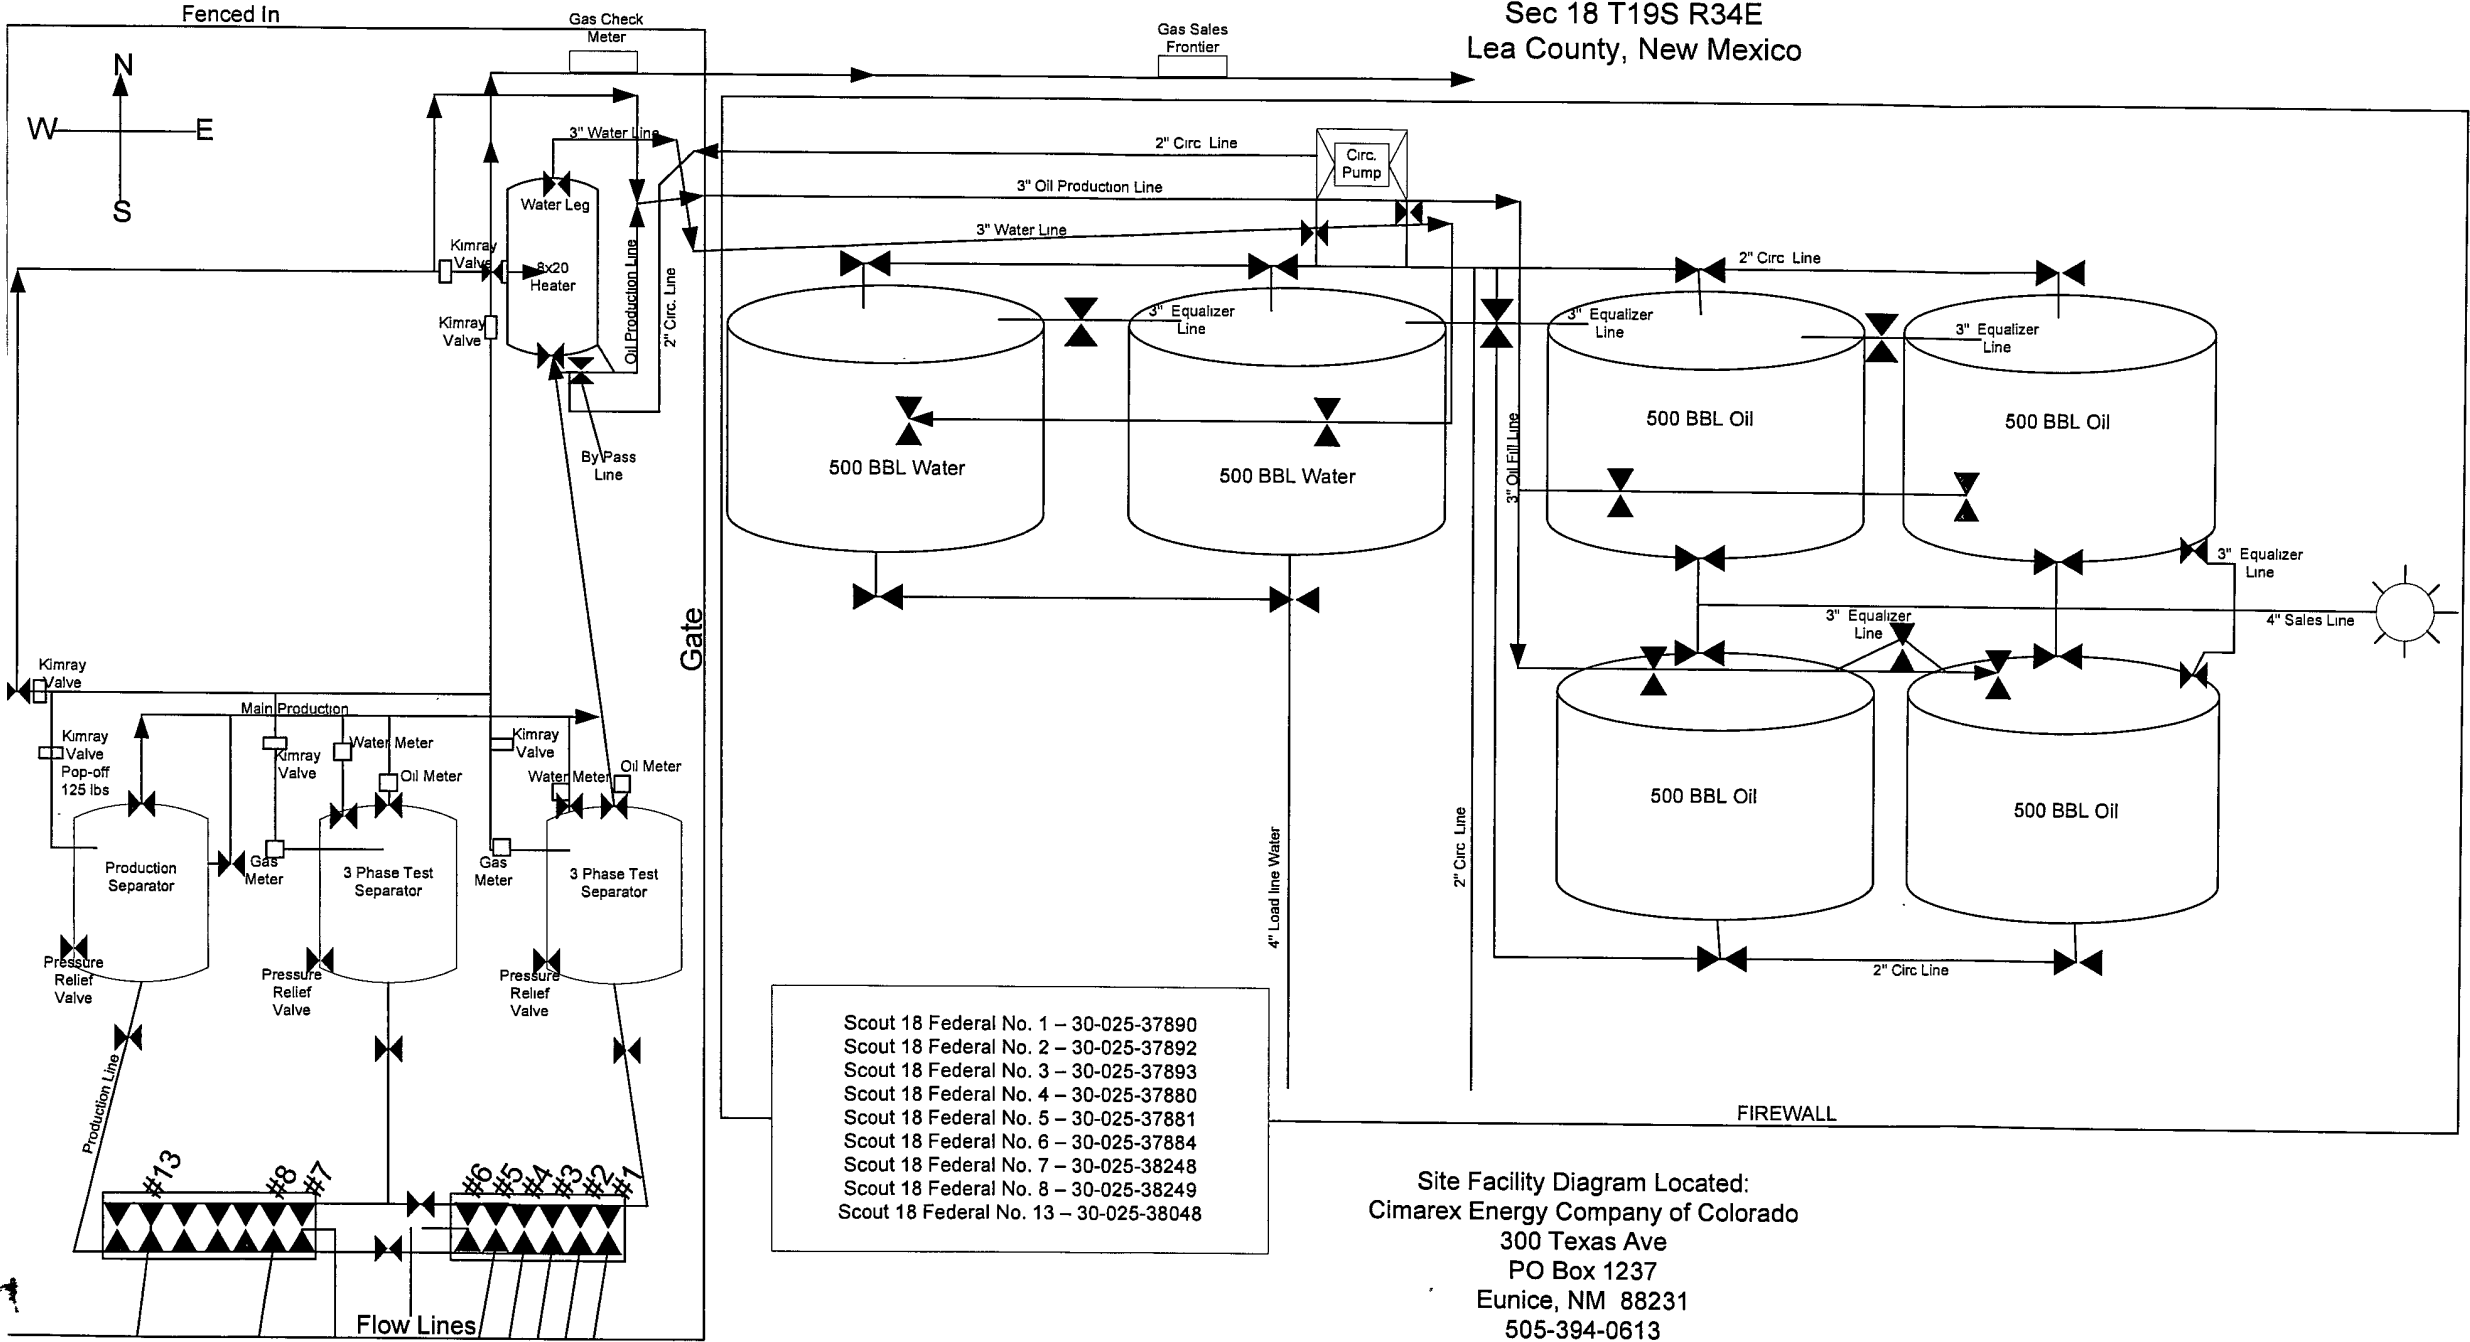 Sec 18 T19S R34E
Lea County, New Mexico
Fenced In
Gas Check
Meter
Gas Sales
Frontier
N
W
E
S
3" Water Line
2" Circ Line
Circ.
Pump
3" Oil Production Line
Water Leg
3" Water Line
Kimray
Valve
8x20
Heater
Oil Production Line
2" Circ. Line
2" Circ Line
Kimray
Valve
3" Equalizer
Line
3" Equalizer
Line
3" Equalizer
Line
By Pass
Line
500 BBL Water
500 BBL Water
3" Oil Fill Line
500 BBL Oil
500 BBL Oil
3" Equalizer
Line
Gate
3" Equalizer
Line
4" Sales Line
Kimray
Valve
Main Production
Kimray
Valve
Pop-off
125 lbs
Kimray
Valve
Water Meter
Oil Meter
Kimray
Valve
Water Meter
Oil Meter
500 BBL Oil
500 BBL Oil
Production
Separator
Gas
Meter
3 Phase Test
Separator
Gas
Meter
3 Phase Test
Separator
4" Load line Water
2" Circ Line
Pressure
Relief
Valve
Pressure
Relief
Valve
Pressure
Relief
Valve
2" Circ Line
Production Line
Scout 18 Federal No. 1 – 30-025-37890
Scout 18 Federal No. 2 – 30-025-37892
Scout 18 Federal No. 3 – 30-025-37893
Scout 18 Federal No. 4 – 30-025-37880
Scout 18 Federal No. 5 – 30-025-37881
Scout 18 Federal No. 6 – 30-025-37884
Scout 18 Federal No. 7 – 30-025-38248
Scout 18 Federal No. 8 – 30-025-38249
Scout 18 Federal No. 13 – 30-025-38048
FIREWALL
#13
#8
#7
#6
#5
#4
#3
#2
#1
Flow Lines
Site Facility Diagram Located:
Cimarex Energy Company of Colorado
300 Texas Ave
PO Box 1237
Eunice, NM 88231
505-394-0613